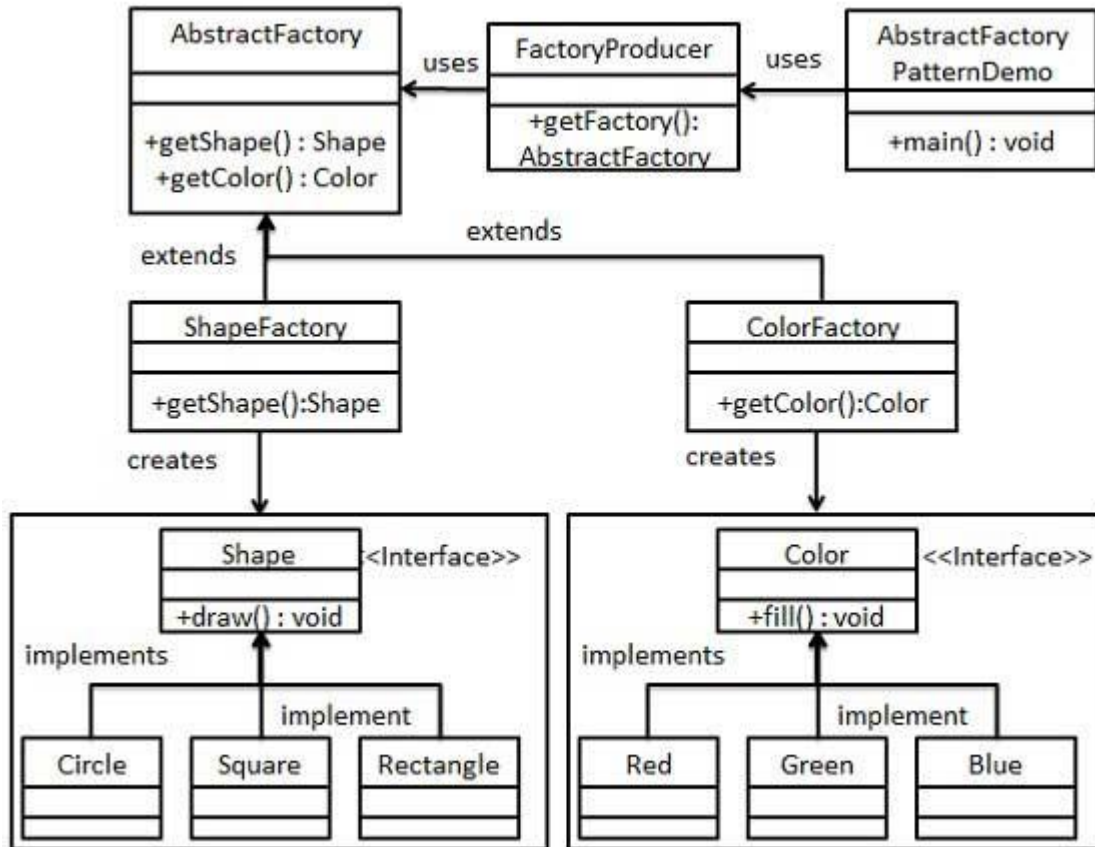 AbstractFactory
+getShape() : Shape
+getColor() : Color
uses
FactoryProducer
+getFactory():
AbstractFactory
uses
AbstractFactory
PatternDemo
+main() : void
extends
extends
ShapeFactory
+getShape():Shape
ColorFactory
+getColor():Color
creates
creates
Shape
<<Interface>>
+draw() : void
implements
implement
Circle
Square
Rectangle
Color
<<Interface>>
+fill() : void
implements
implement
Red
Green
Blue